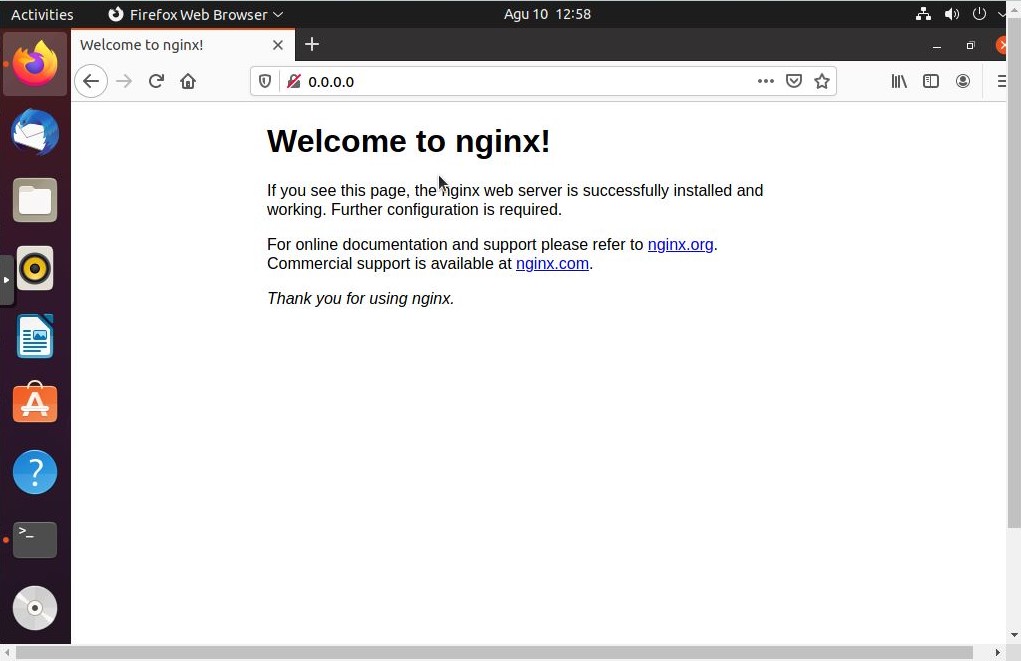 Activities
Firefox Web Browser
Agu 10 12:58
Welcome to nginx!
0.0.0.0
Welcome to nginx!
If you see this page, the nginx web server is successfully installed and
working. Further configuration is required.
For online documentation and support please refer to nginx.org.
Commercial support is available at nginx.com.
Thank you for using nginx.